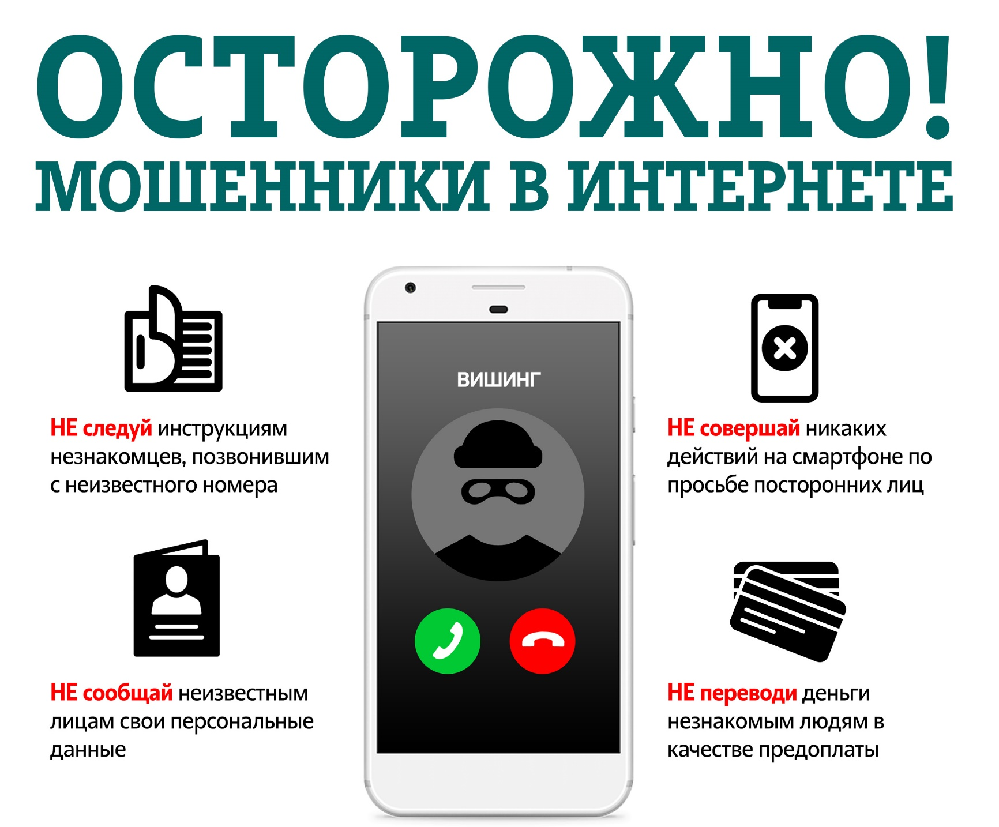 ОСТОРОЖНО!
МОШЕННИКИ В ИНТЕРНЕТЕ
НЕ следуй инструкциям
незнакомцев, позвонившим
с неизвестного номера
НЕ сообщай неизвестным
лицам свои персональные
данные
ВИШИНГ
НЕ совершай никаких
действий на смартфоне по
просьбе посторонних лиц
НЕ переводи деньги
незнакомым людям в
качестве предоплаты